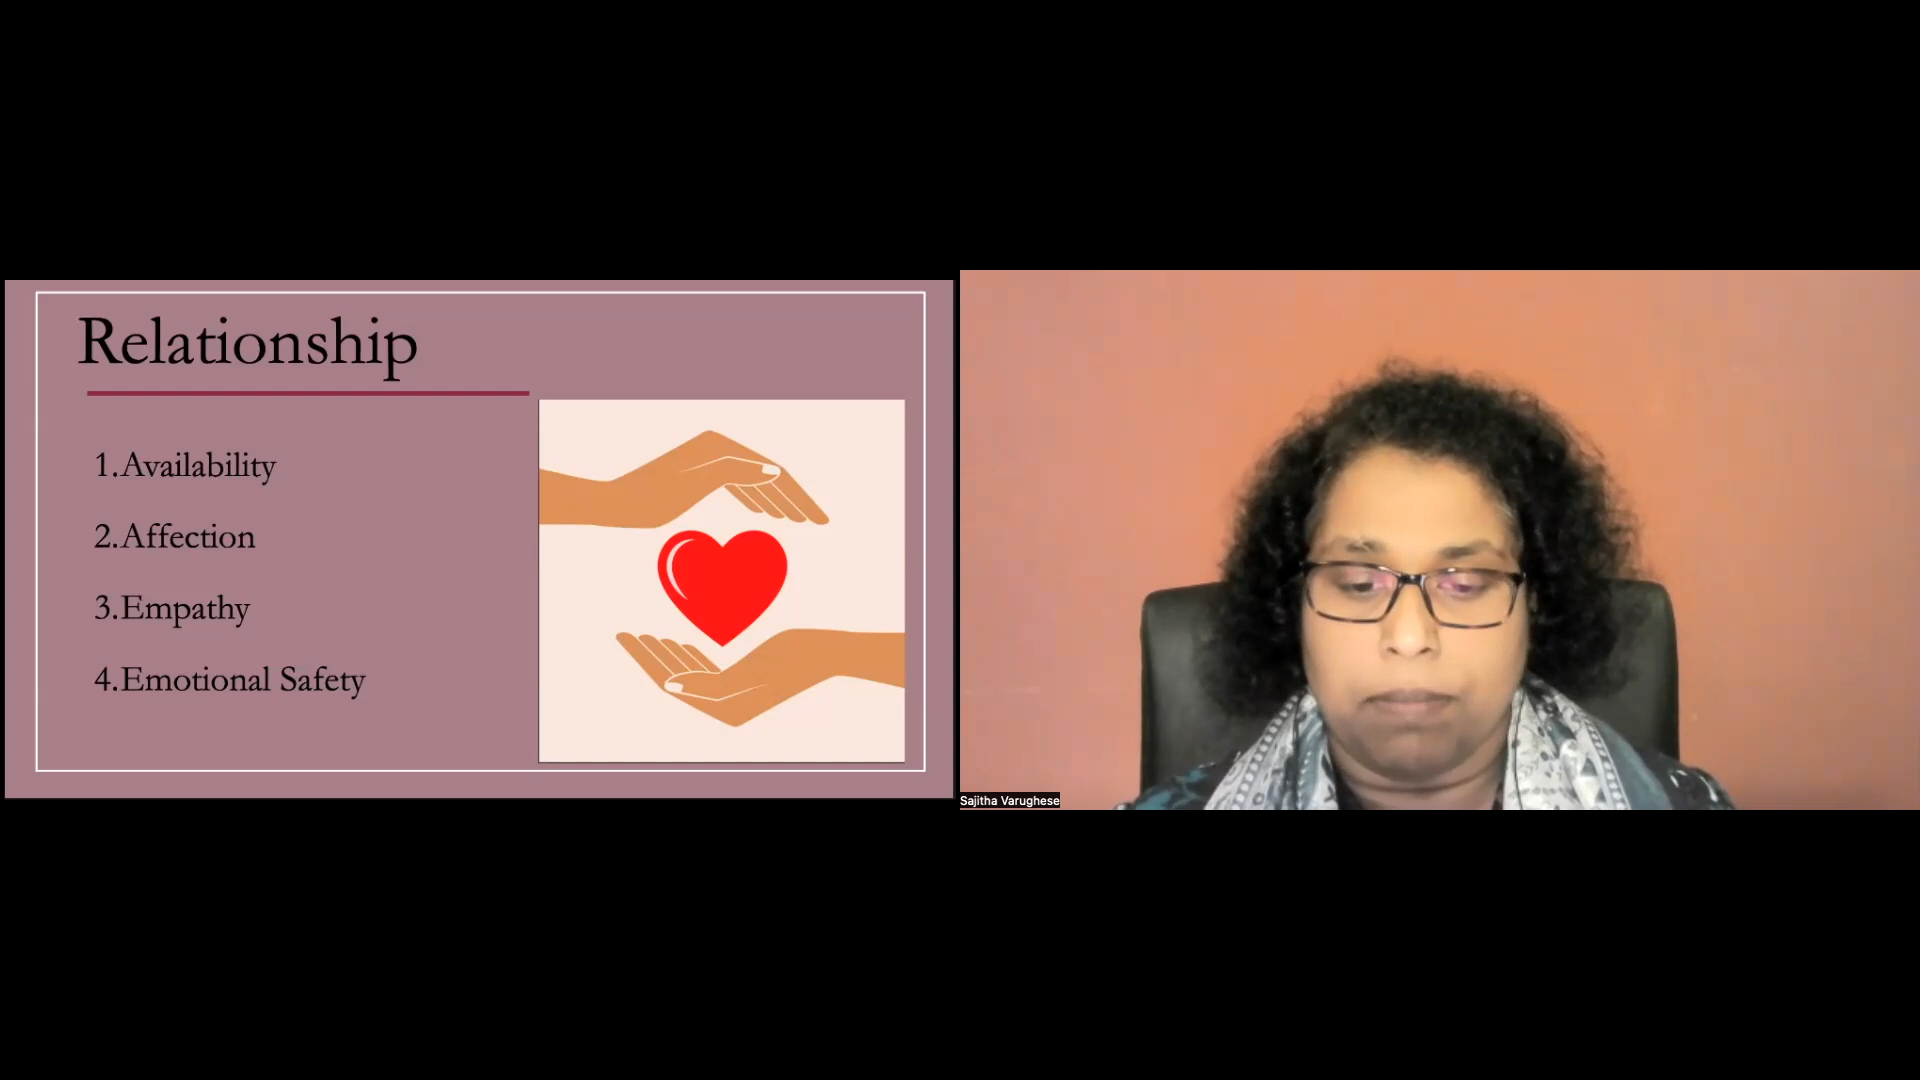 Relationship
1.Availability
2.Affection
3.Empathy
4.Emotional Safety
Sajitha Varughese